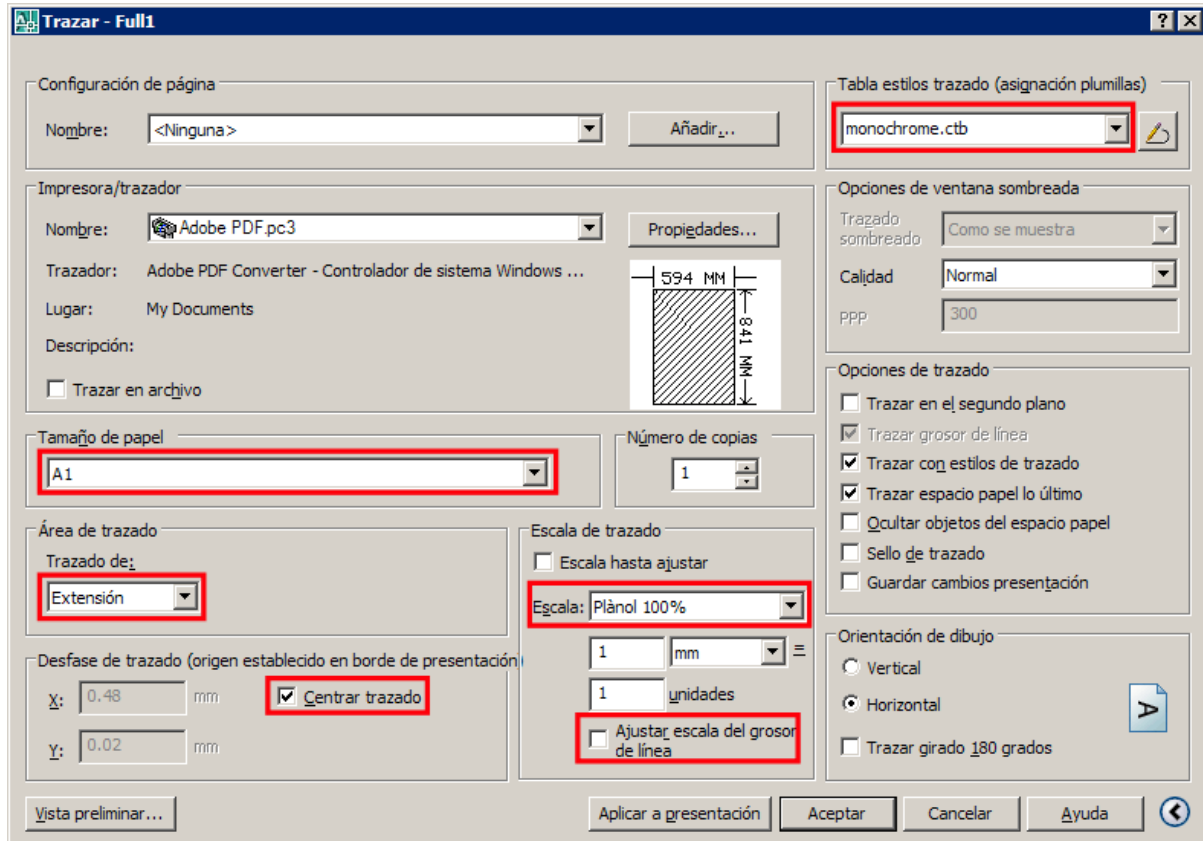 Trazar - Full1
Configuración de página
Nombre:
<Ninguna>
Añadir...
Tabla estilos trazado (asignación plumillas)
monochrome.ctb
Impresora/trazador
Nombre:
Adobe PDF.pc3
Propiedades...
Trazador:
Adobe PDF Converter - Controlador de sistema Windows ...
Lugar:
My Documents
Descripción:
Trazar en archivo
594 MM
841 MM
Opciones de ventana sombreada
Trazado
sombreado
Como se muestra
Calidad
Normal
PPP
300
Tamaño de papel
A1
Número de copias
1
Opciones de trazado
Trazar en el segundo plano
Trazar grosor de línea
Trazar con estilos de trazado
Trazar espacio papel lo último
Ocultar objetos del espacio papel
Sello de trazado
Guardar cambios presentación
Área de trazado
Trazado de:
Extensión
Escala de trazado
Escala hasta ajustar
Escala:
Plànol 100%
1
mm
=
1
unidades
Ajustar escala del grosor
de línea
Desfase de trazado (origen establecido en borde de presentación
X:
0.48
mm
Centrar trazado
Y:
0.02
mm
Orientación de dibujo
Vertical
Horizontal
A
Trazar girado 180 grados
Vista preliminar...
Aplicar a presentación
Aceptar
Cancelar
Ayuda